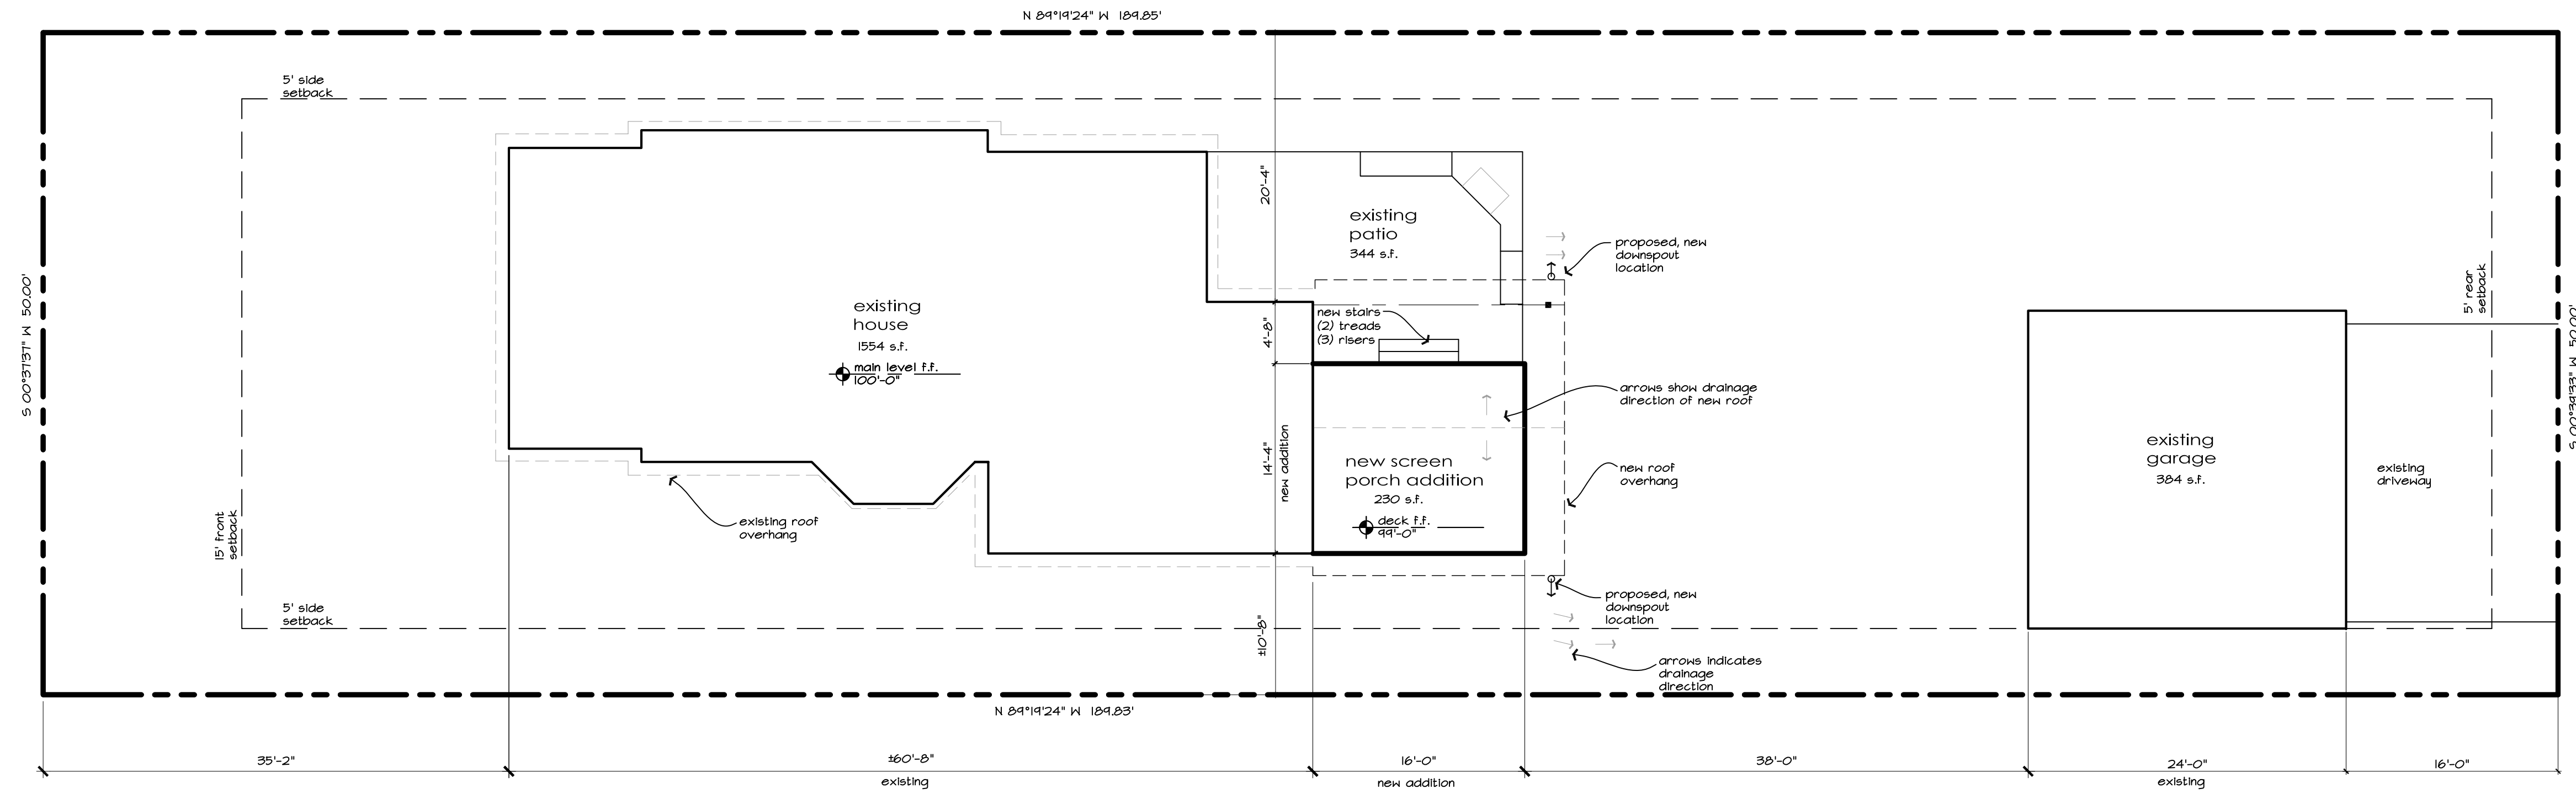 N 89°19'24" W 189.85'
5' side
setback
20'-4"
existing
patio
344 s.f.
proposed, new
downspout
location
5' rear
setback
S 00°37'37" W 50.00'
S 00°39'33" W 50.00'
existing
house
1554 s.f.
main level f.f.
100'-0"
4'-8"
new stairs
(2) treads
(3) risers
arrows show drainage
direction of new roof
14'-4"
new addition
new screen
porch addition
230 s.f.
deck f.f.
99'-0"
new roof
overhang
existing
garage
384 s.f.
existing
driveway
existing roof
overhang
15' front
setback
5' side
setback
±10'-8"
proposed, new
downspout
location
arrows indicates
drainage
direction
N 89°19'24" W 189.83'
35'-2"
±60'-8"
existing
16'-0"
new addition
38'-0"
24'-0"
existing
16'-0"